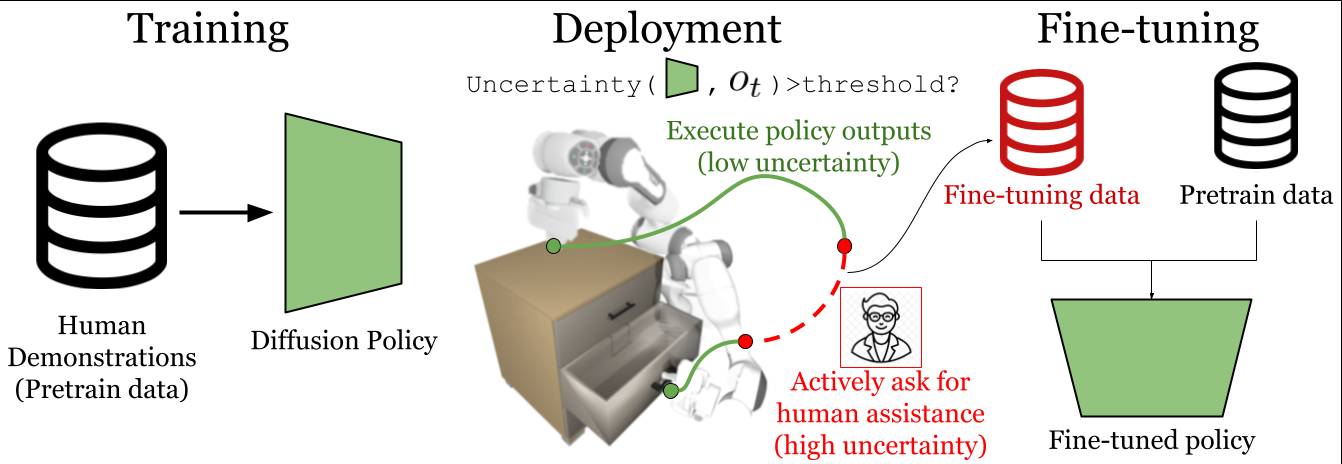 Training
Human
Demonstrations
(Pretrain data)
Diffusion Policy
Deployment
Uncertainty( , oₜ )>threshold?
Execute policy outputs
(low uncertainty)
Actively ask for
human assistance
(high uncertainty)
Fine-tuning
Fine-tuning data
Pretrain data
Fine-tuned policy